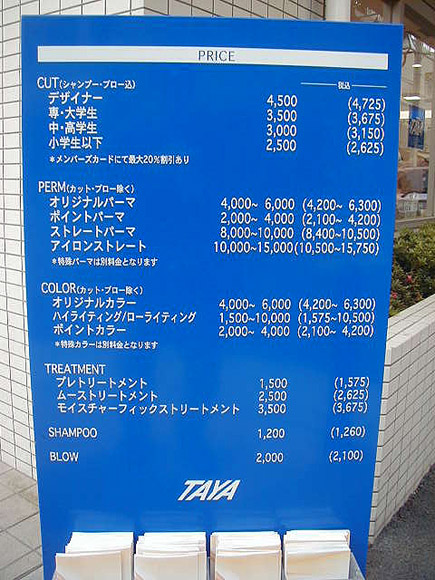 PRICE
CUT(シャンプー・ブロー込) 税込
デザイナー 4,500 (4,725)
専・大学生 3,500 (3,675)
中・高学生 3,000 (3,150)
小学生以下 2,500 (2,625)
*メンバーズカードにて最大20%割引あり
PERM(カット・ブロー除く)
オリジナルパーマ 4,000~ 6,000 (4,200~ 6,300)
ポイントパーマ 2,000~ 4,000 (2,100~ 4,200)
ストレートパーマ 8,000~10,000 (8,400~10,500)
アイロンストレート 10,000~15,000(10,500~15,750)
*特殊パーマは別料金となります
COLOR(カット・ブロー除く)
オリジナルカラー 4,000~ 6,000 (4,200~ 6,300)
ハイライティング/ローライティング 1,500~10,000 (1,575~10,500)
ポイントカラー 2,000~ 4,000 (2,100~ 4,200)
*特殊カラーは別料金となります
TREATMENT
プレトリートメント 1,500 (1,575)
ムーストリートメント 2,500 (2,625)
モイスチャーフィックストリートメント 3,500 (3,675)
SHAMPOO 1,200 (1,260)
BLOW 2,000 (2,100)
TAYA